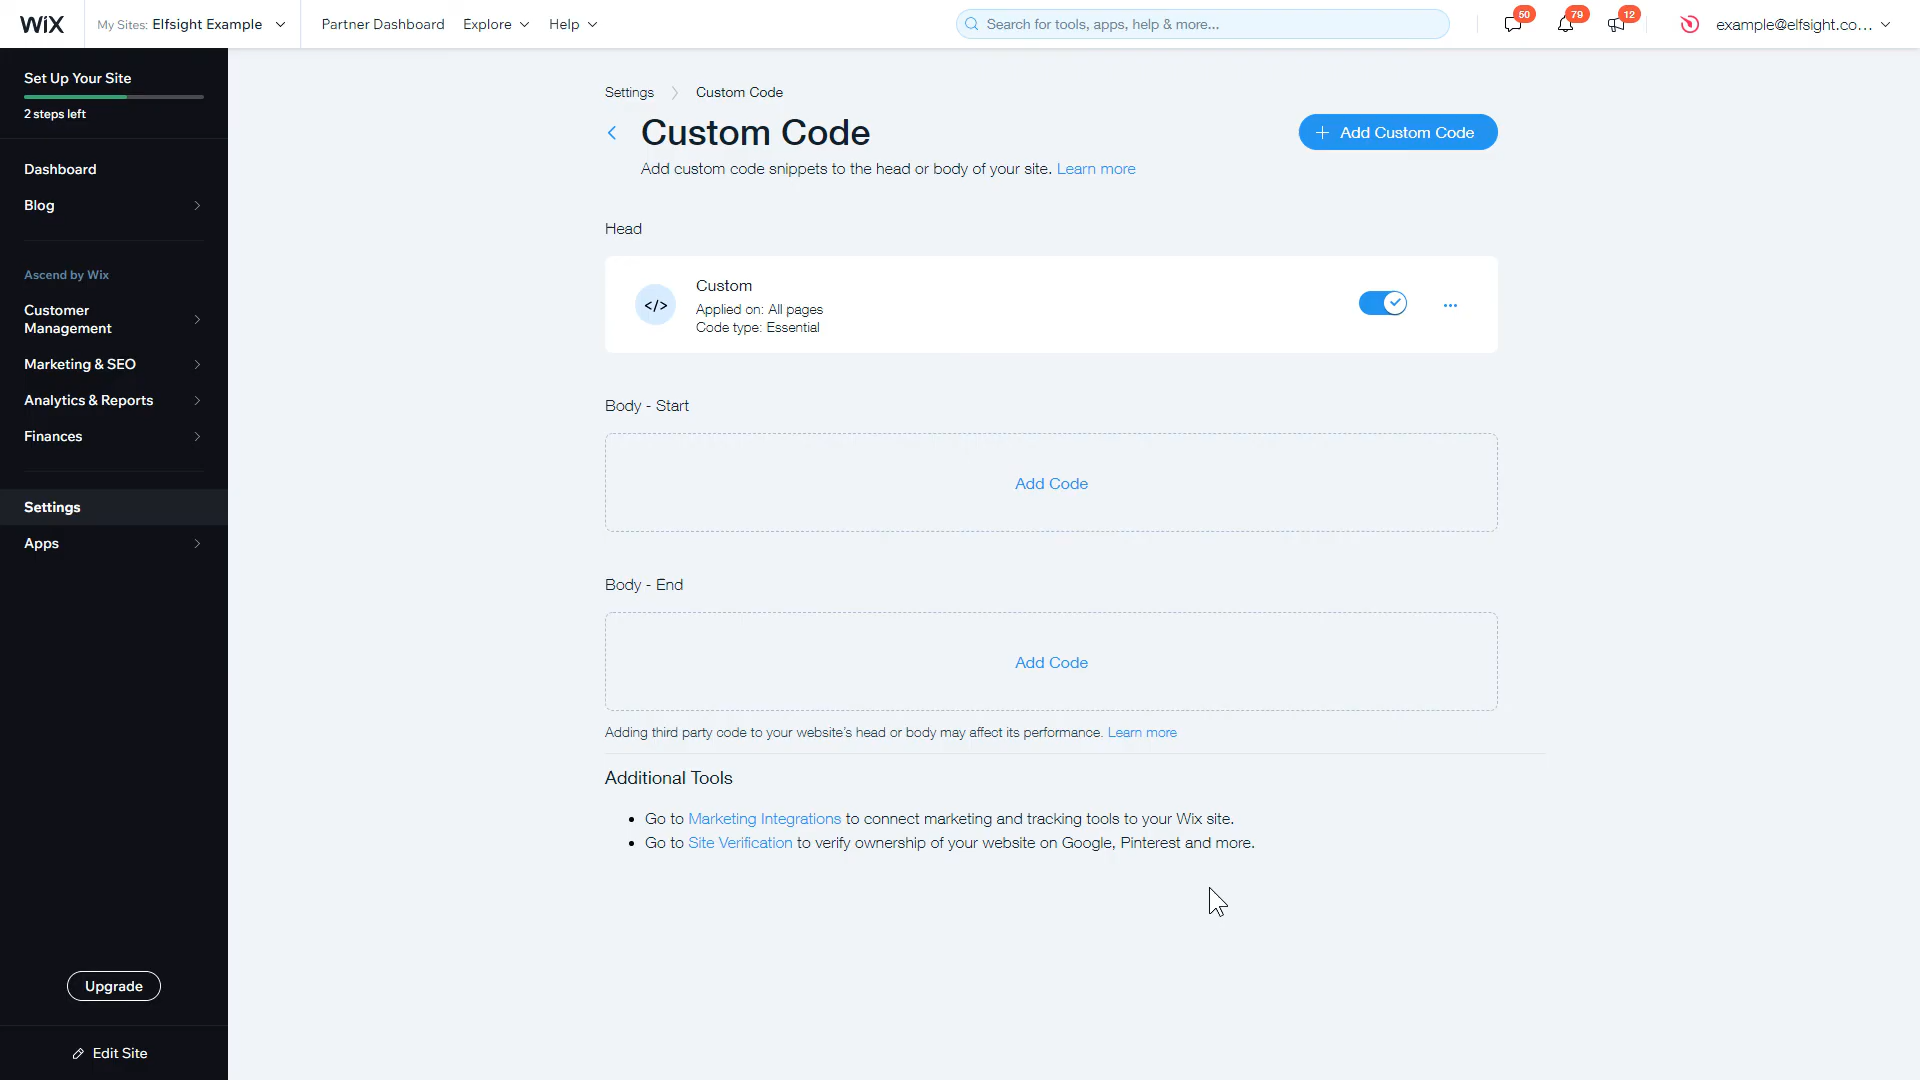 WiX
My Sites: Elfsight Example
Partner Dashboard
Explore
Help
Search for tools, apps, help & more...
50
79
12
example@elfsight.co...
Set Up Your Site
2 steps left
Dashboard
Blog
Ascend by Wix
Customer
Management
Marketing & SEO
Analytics & Reports
Finances
Settings
Apps
Upgrade
Edit Site
Settings
Custom Code
Custom Code
+ Add Custom Code
Add custom code snippets to the head or body of your site. Learn more
Head
</>
Custom
Applied on: All pages
Code type: Essential
Body - Start
Add Code
Body - End
Add Code
Adding third party code to your website's head or body may affect its performance. Learn more
Additional Tools
• Go to Marketing Integrations to connect marketing and tracking tools to your Wix site.
• Go to Site Verification to verify ownership of your website on Google, Pinterest and more.